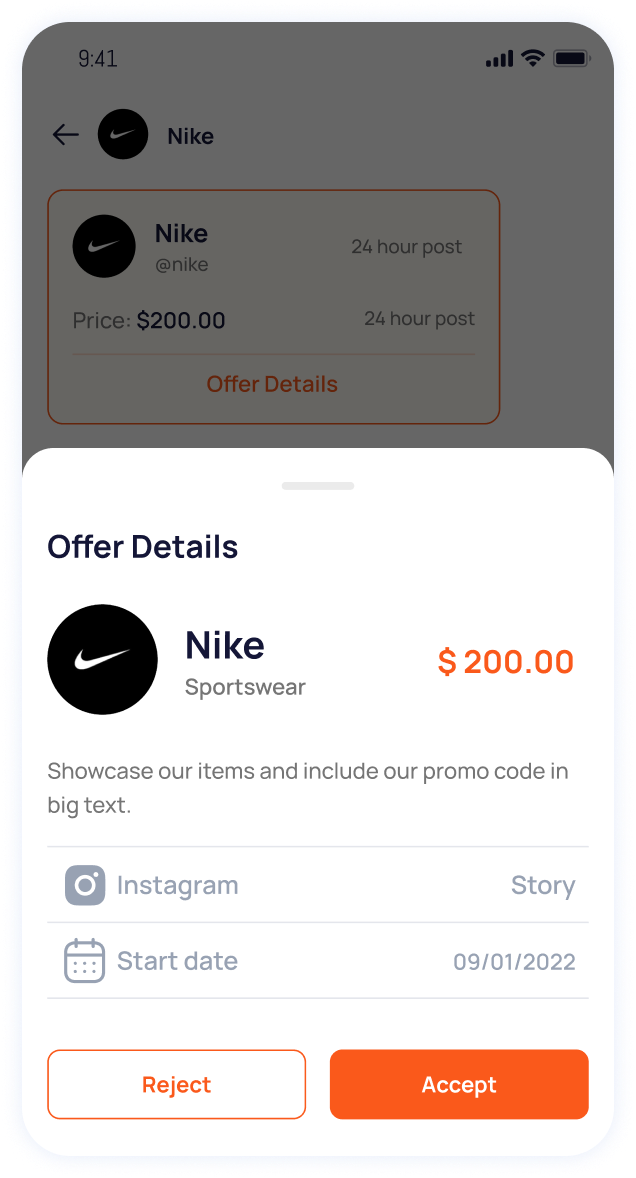 9:41
Nike
Nike
24 hour post
@nike
Price: $200.00
24 hour post
Offer Details
Offer Details
Nike
$ 200.00
Sportswear
Showcase our items and include our promo code in
big text.
Instagram
Story
Start date
09/01/2022
Reject
Accept